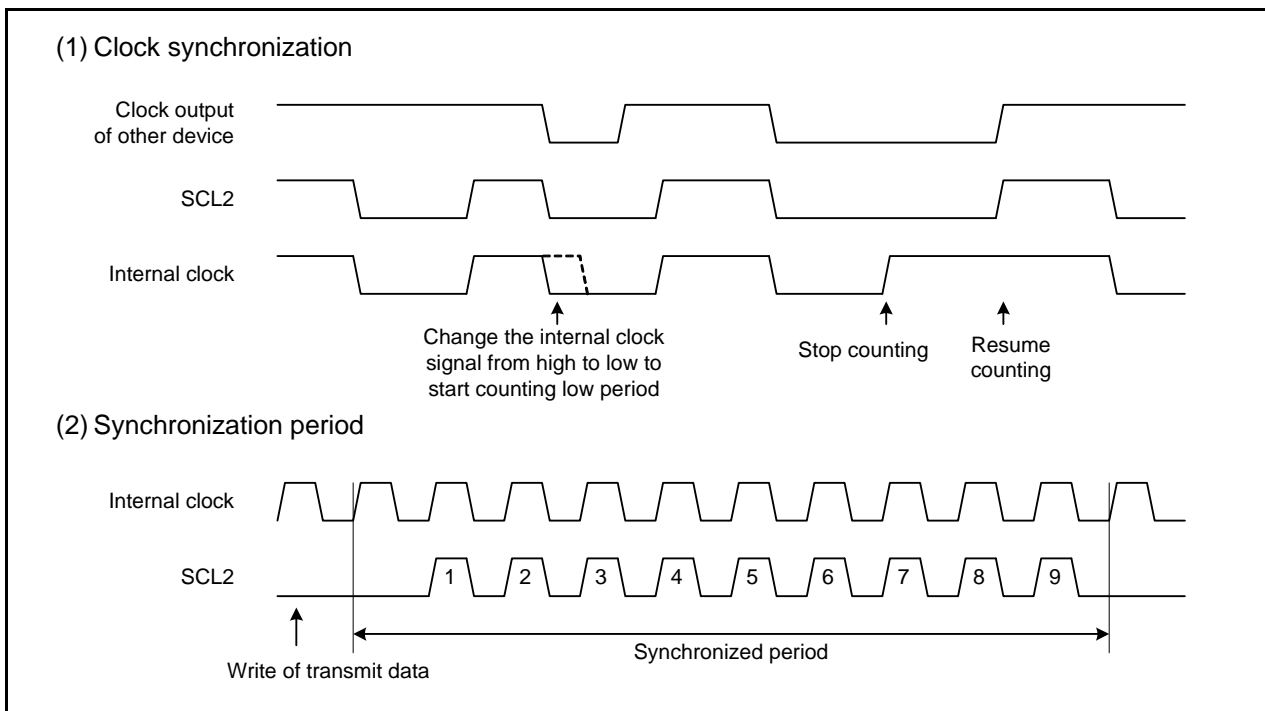 (1) Clock synchronization
Clock output
of other device
SCL2
Internal clock
Change the internal clock
signal from high to low to
start counting low period
Stop counting
Resume
counting
(2) Synchronization period
Internal clock
SCL2
1 2 3 4 5 6 7 8 9
Synchronized period
Write of transmit data